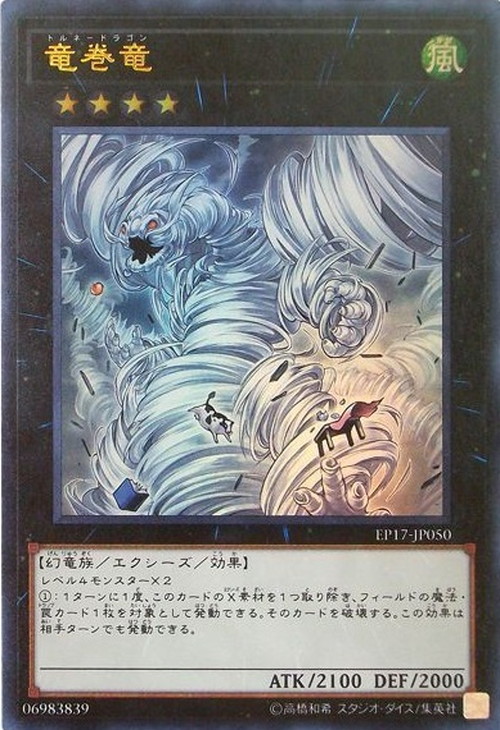 トルネードラゴン
竜巻竜
風
EP17-JP050
【幻竜族／エクシーズ／効果】
レベル４モンスター×２
①：１ターンに１度、このカードのX素材を１つ取り除き、フィールドの魔法・
罠カード１枚を対象として発動できる。そのカードを破壊する。この効果は
相手ターンでも発動できる。
ATK/2100 DEF/2000
06983839
©高橋和希 スタジオ・ダイス/集英社